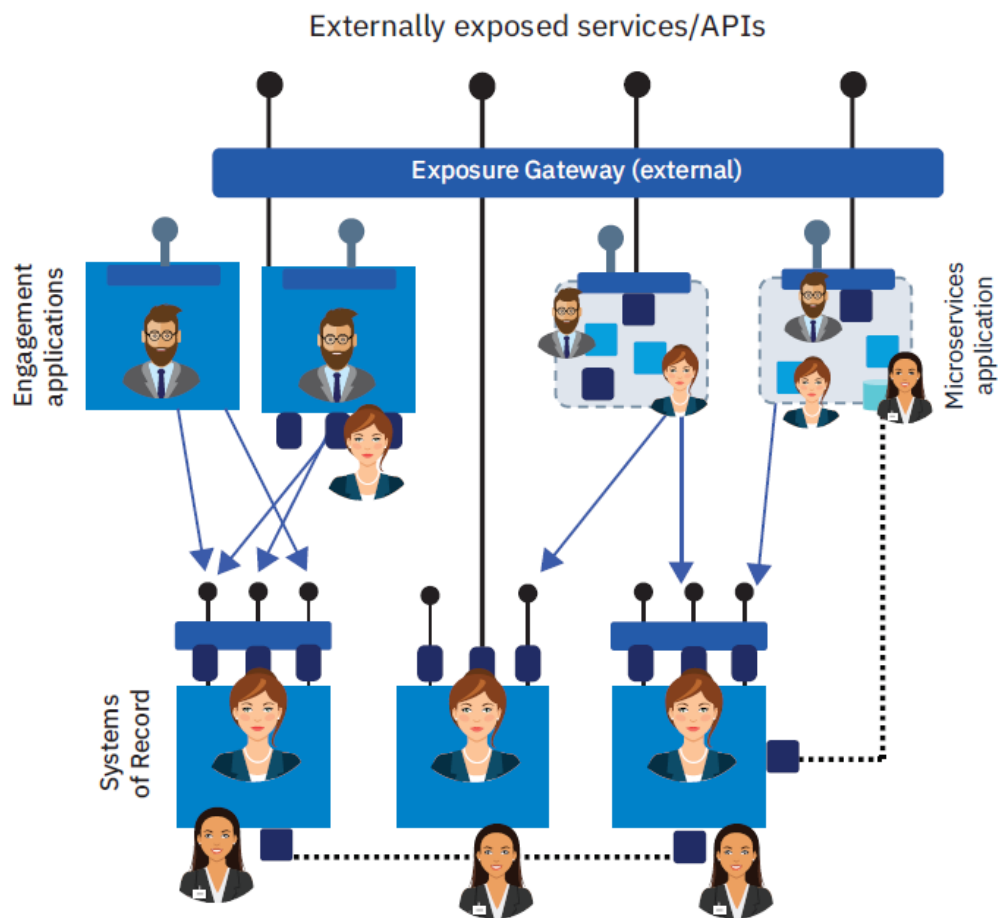 Externally exposed services/APIs
Exposure Gateway (external)
Engagement
applications
Microservices
application
Systems
of Record